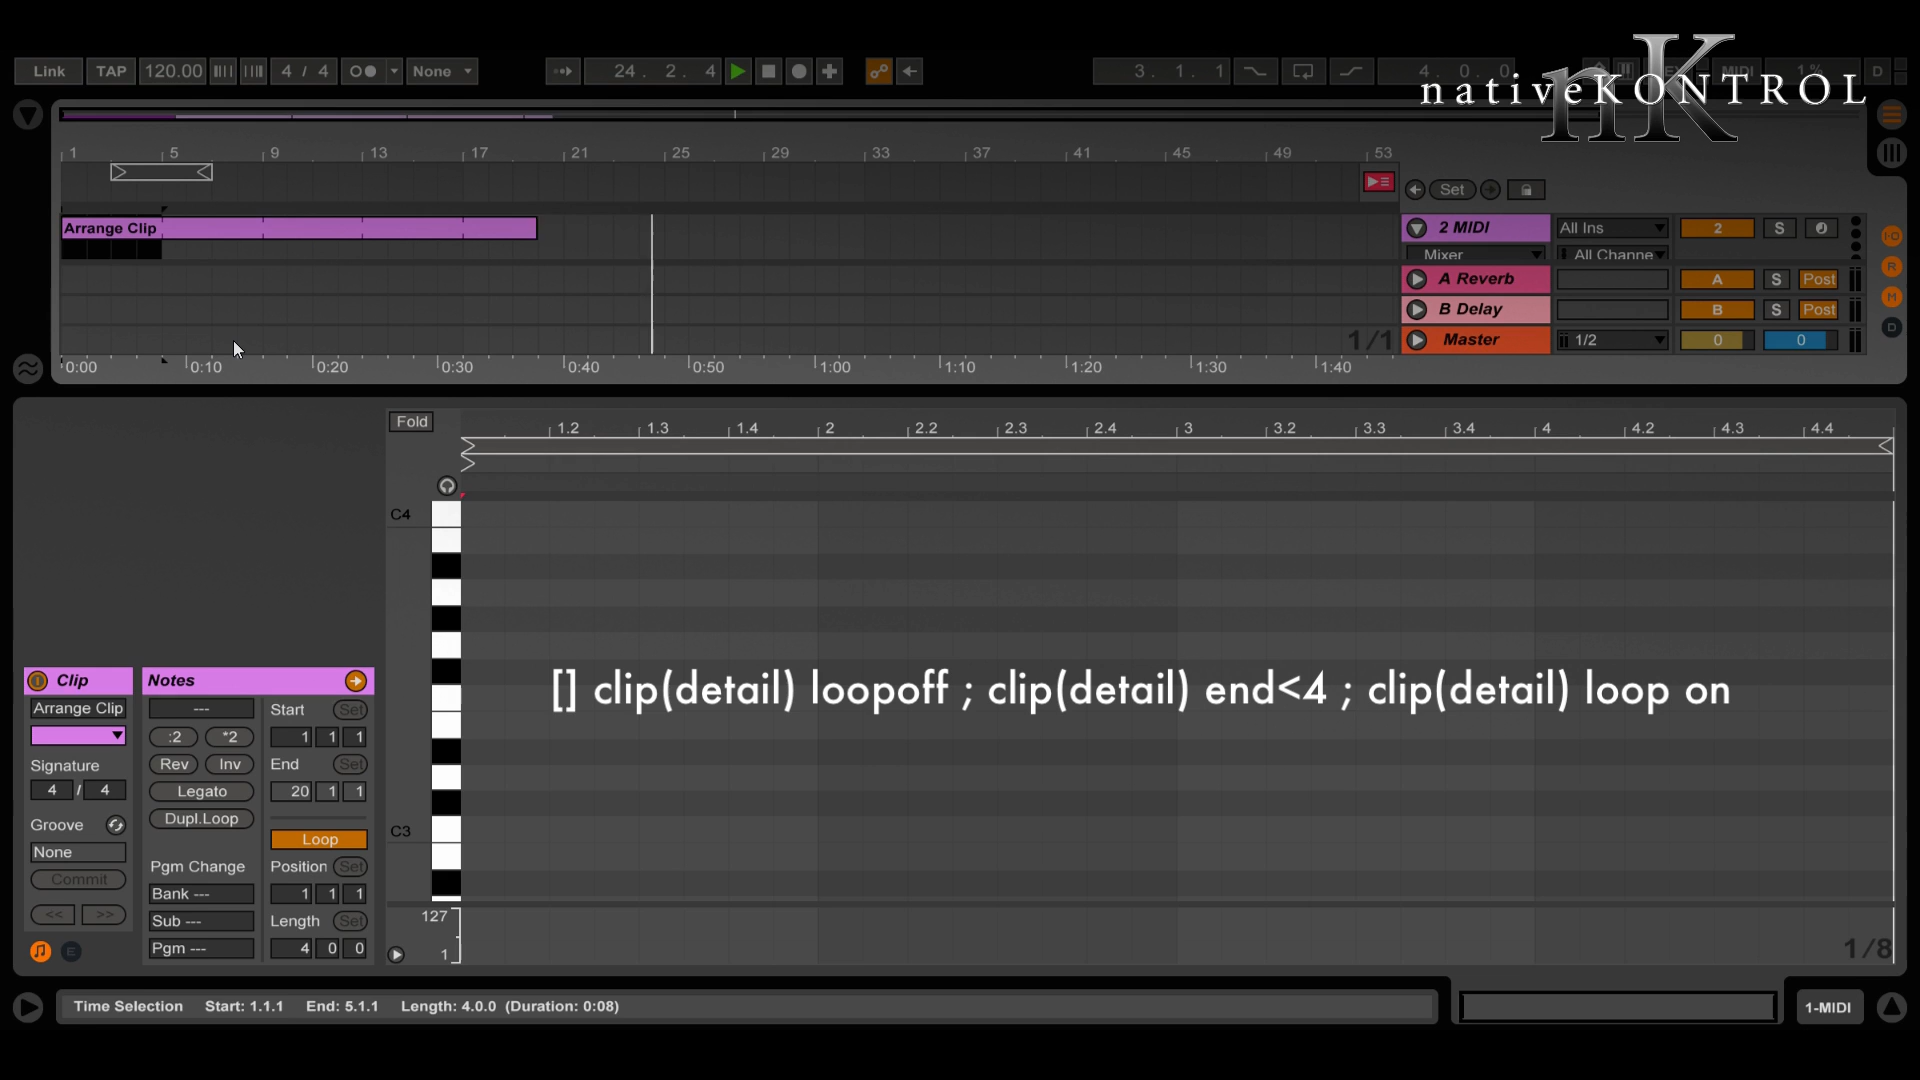 Link TAP 120.00 4 / 4 None 24. 2. 4 3. 1. 1 4. 0. 0 MIDI 1 % D
nK
nativeKONTROL
1 5 9 13 17 21 25 29 33 37 41 45 49 53
Set
Arrange Clip
2 MIDI All Ins 2 S
Mixer All Channe
A Reverb A S Post
B Delay B S Post
1/1 Master 1/2 0 0
I·O
R
M
D
0:00 0:10 0:20 0:30 0:40 0:50 1:00 1:10 1:20 1:30 1:40
Fold
1.2 1.3 1.4 2 2.2 2.3 2.4 3 3.2 3.3 3.4 4 4.2 4.3 4.4
C4
[] clip(detail) loopoff ; clip(detail) end<4 ; clip(detail) loop on
C3
127
1
1/8
Clip
Arrange Clip
Signature
4 / 4
Groove
None
Commit
<< >>
E
Notes
---
:2 *2
Rev Inv
Legato
Dupl.Loop
Pgm Change
Bank ---
Sub ---
Pgm ---
Start Set
1 1 1
End Set
20 1 1
Loop
Position Set
1 1 1
Length Set
4 0 0
Time Selection Start: 1.1.1 End: 5.1.1 Length: 4.0.0 (Duration: 0:08)
1-MIDI